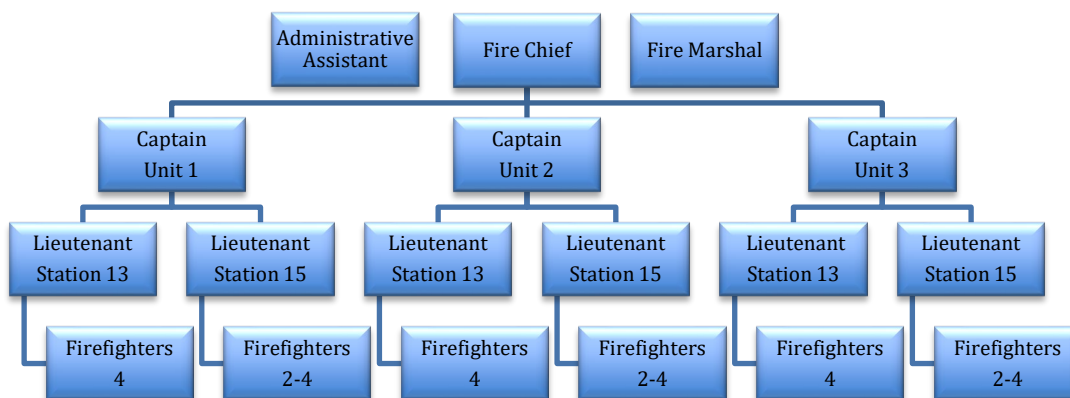 Administrative
Assistant
Fire Chief
Fire Marshal
Captain
Unit 1
Captain
Unit 2
Captain
Unit 3
Lieutenant
Station 13
Lieutenant
Station 15
Lieutenant
Station 13
Lieutenant
Station 15
Lieutenant
Station 13
Lieutenant
Station 15
Firefighters
4
Firefighters
2-4
Firefighters
4
Firefighters
2-4
Firefighters
4
Firefighters
2-4